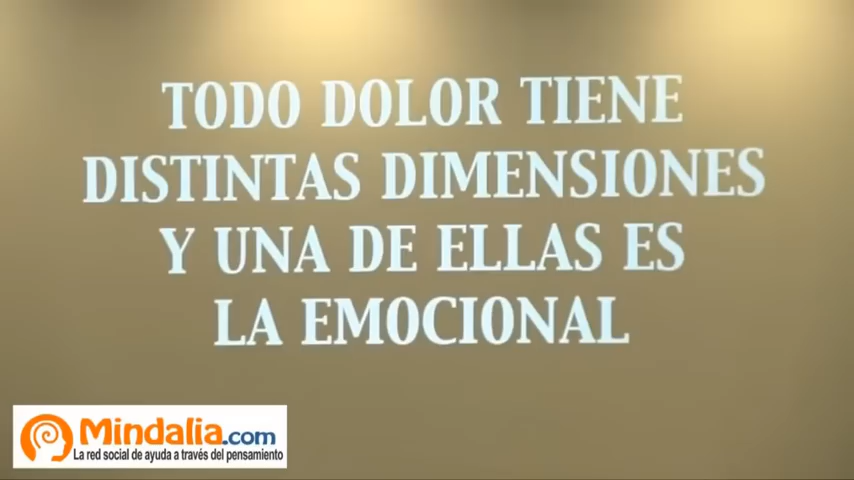 TODO DOLOR TIENE
DISTINTAS DIMENSIONES
Y UNA DE ELLAS ES
LA EMOCIONAL
Mindalia.com
La red social de ayuda a través del pensamiento